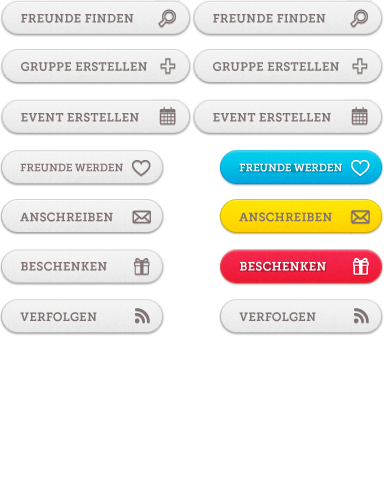 FREUNDE FINDEN FREUNDE FINDEN
GRUPPE ERSTELLEN GRUPPE ERSTELLEN
EVENT ERSTELLEN EVENT ERSTELLEN
FREUNDE WERDEN FREUNDE WERDEN
ANSCHREIBEN ANSCHREIBEN
BESCHENKEN BESCHENKEN
VERFOLGEN VERFOLGEN